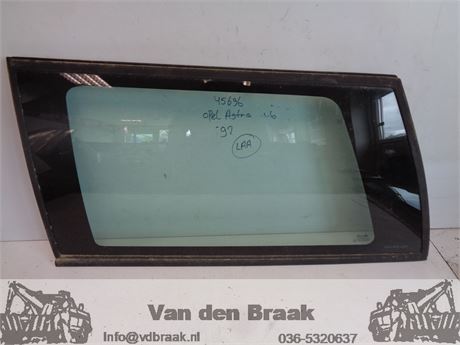 45696
Opel Astra 1.6
'97
LAA
Van den Braak
Info@vdbraak.nl
036-5320637